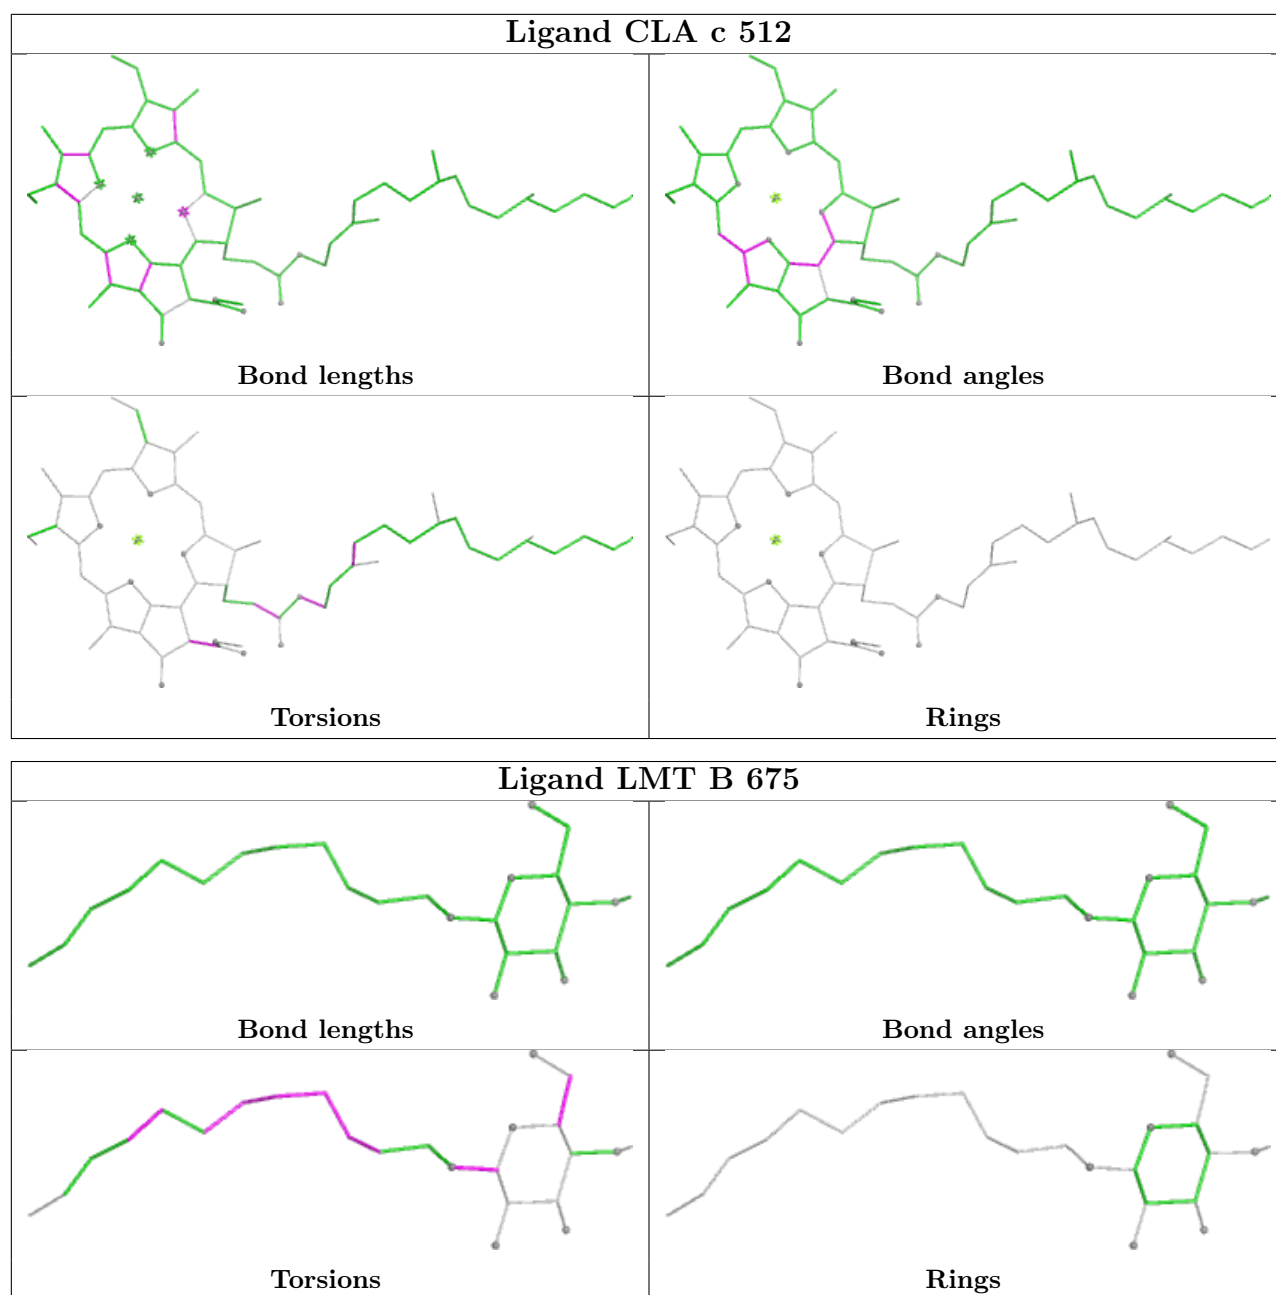 Ligand CLA c 512
Bond lengths
Bond angles
Torsions
Rings
Ligand LMT B 675
Bond lengths
Bond angles
Torsions
Rings